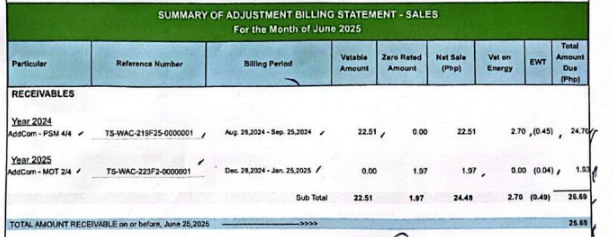 SUMMARY OF ADJUSTMENT BILLING STATEMENT - SALES
For the Month of June 2025
Particular Reference Number Billing Period Vatable Amount Zero Rated Amount Net Sale (Php) Vat on Energy EWT Total Amount Due (Php)
RECEIVABLES
Year 2024
AddCom - PSM 4/4 TS-WAC-219F25-0000001 Aug. 26,2024 - Sep. 25,2024 22.51 0.00 22.51 2.70 (0.45) 24.76
Year 2025
AddCom - MOT 2/4 TS-WAC-223F2-0000001 Dec. 26,2024 - Jan. 25,2025 0.00 1.97 1.97 0.00 (0.04) 1.93
Sub Total 22.51 1.97 24.48 2.70 (0.49) 26.69
TOTAL AMOUNT RECEIVABLE on or before, June 25,2025 -------------------->>>> 26.69